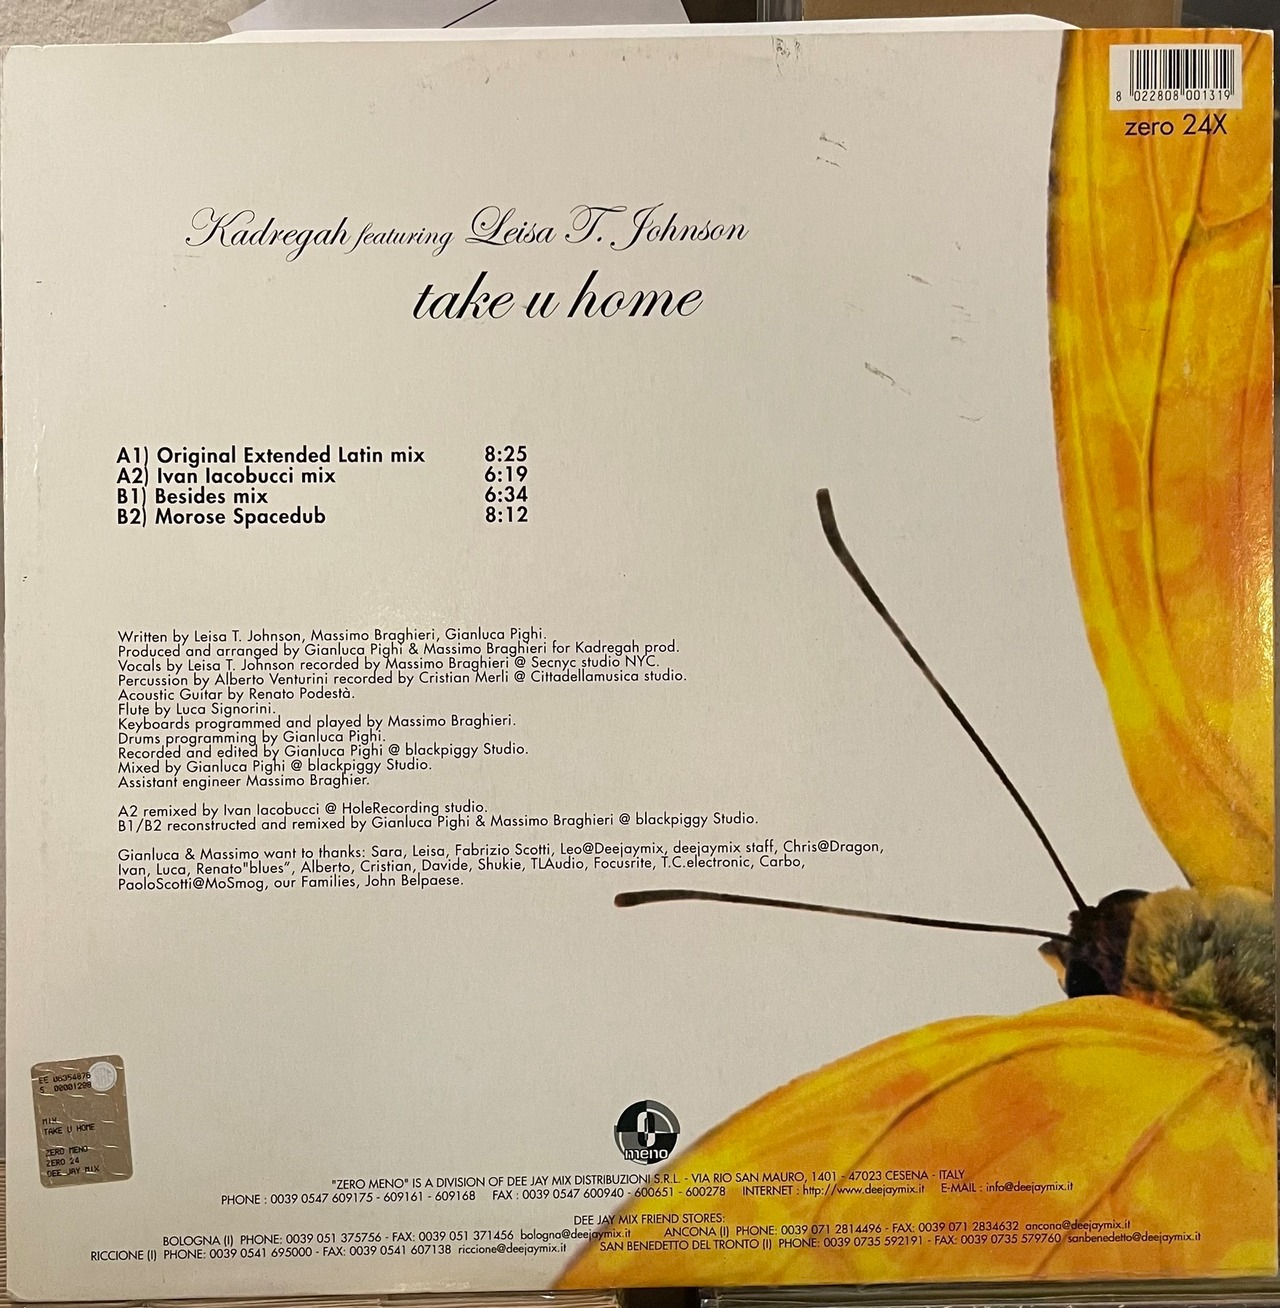 8 022808 001319
zero 24X
Kadregah featuring Leisa T. Johnson
take u home
A1) Original Extended Latin mix 8:25
A2) Ivan Iacobucci mix 6:19
B1) Besides mix 6:34
B2) Morose Spacedub 8:12
Written by Leisa T. Johnson, Massimo Braghieri, Gianluca Pighi.
Produced and arranged by Gianluca Pighi & Massimo Braghieri for Kadregah prod.
Vocals by Leisa T. Johnson recorded by Massimo Braghieri @ Secnyc studio NYC.
Percussion by Alberto Venturini recorded by Cristian Merli @ Cittadellamusica studio.
Acoustic Guitar by Renato Podestà.
Flute by Luca Signorini.
Keyboards programmed and played by Massimo Braghieri.
Drums programming by Gianluca Pighi.
Recorded and edited by Gianluca Pighi @ blackpiggy Studio.
Mixed by Gianluca Pighi @ blackpiggy Studio.
Assistant engineer Massimo Braghier.
A2 remixed by Ivan Iacobucci @ HoleRecording studio.
B1/B2 reconstructed and remixed by Gianluca Pighi & Massimo Braghieri @ blackpiggy Studio.
Gianluca & Massimo want to thanks: Sara, Leisa, Fabrizio Scotti, Leo@Deejaymix, deejaymix staff, Chris@Dragon,
Ivan, Luca, Renato"blues", Alberto, Cristian, Davide, Shukie, TLAudio, Focusrite, T.C.electronic, Carbo,
PaoloScotti@MoSmog, our Families, John Belpaese.
EE 06354876
S 00001200
MIX
TAKE U HOME
ZERO MENO
ZERO 24
DEE JAY MIX
0
meno
"ZERO MENO" IS A DIVISION OF DEE JAY MIX DISTRIBUZIONI S.R.L. - VIA RIO SAN MAURO, 1401 - 47023 CESENA - ITALY
PHONE : 0039 0547 609175 - 609161 - 609168 FAX : 0039 0547 600940 - 600651 - 600278 INTERNET : http://www.deejaymix.it E-MAIL : info@deejaymix.it
DEE JAY MIX FRIEND STORES:
BOLOGNA (I) PHONE: 0039 051 375756 - FAX: 0039 051 371456 bologna@deejaymix.it ANCONA (I) PHONE: 0039 071 2814496 - FAX: 0039 071 2834632 ancona@deejaymix.it
RICCIONE (I) PHONE: 0039 0541 695000 - FAX: 0039 0541 607138 riccione@deejaymix.it SAN BENEDETTO DEL TRONTO (I) PHONE: 0039 0735 592191 - FAX: 0039 0735 579760 sanbenedetto@deejaymix.it